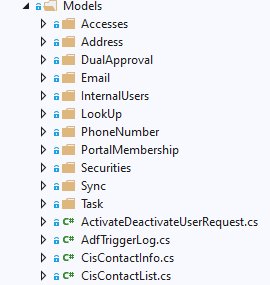 Models
Accesses
Address
DualApproval
Email
InternalUsers
LookUp
PhoneNumber
PortalMembership
Securities
Sync
Task
C# ActivateDeactivateUserRequest.cs
C# AdfTriggerLog.cs
C# CisContactInfo.cs
C# CisContactList.cs